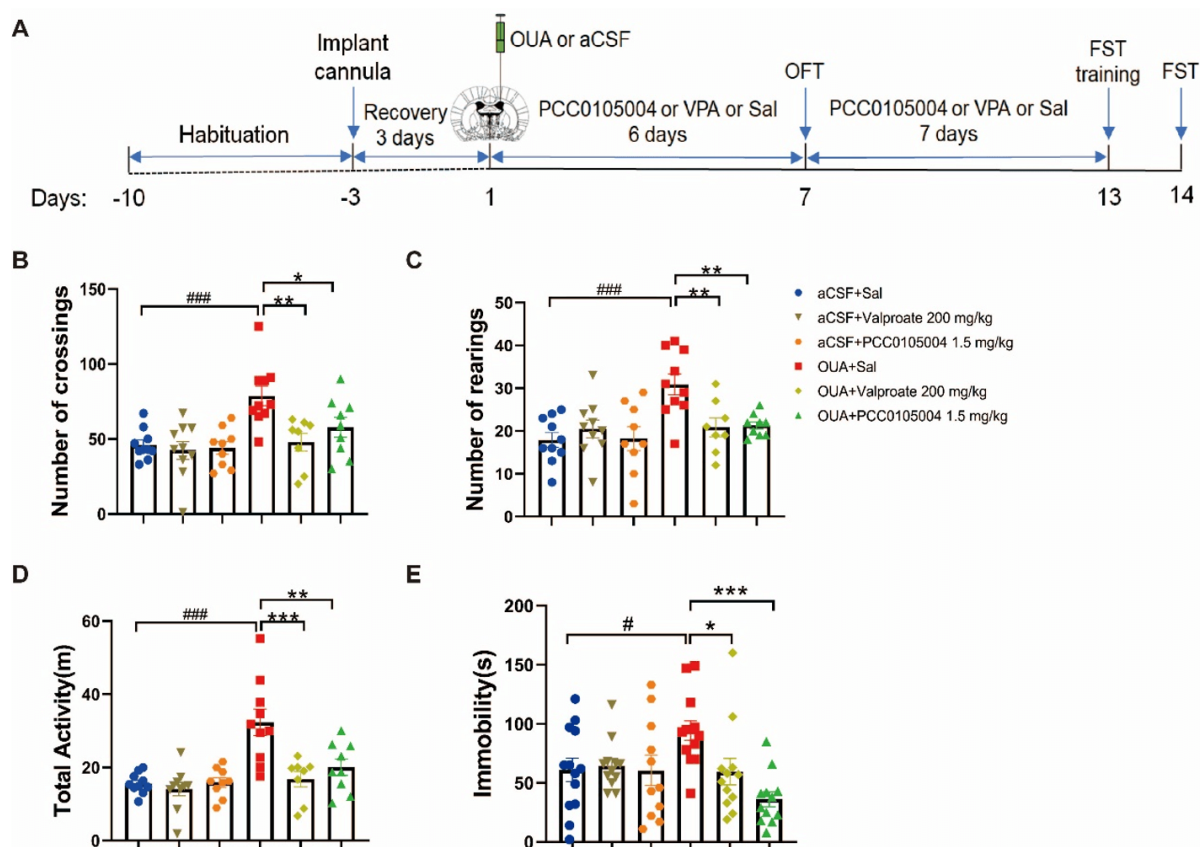 A
Implant
cannula
OUA or aCSF
OFT
FST
training
FST
Habituation
Recovery
3 days
PCC0105004 or VPA or Sal
6 days
PCC0105004 or VPA or Sal
7 days
Days: -10 -3 1 7 13 14
B
Number of crossings
150
100
50
0
###
*
**
C
Number of rearings
50
40
30
20
10
0
###
**
**
aCSF+Sal
aCSF+Valproate 200 mg/kg
aCSF+PCC0105004 1.5 mg/kg
OUA+Sal
OUA+Valproate 200 mg/kg
OUA+PCC0105004 1.5 mg/kg
D
Total Activity(m)
60
40
20
0
###
**
***
E
Immobility(s)
200
150
100
50
0
#
***
*